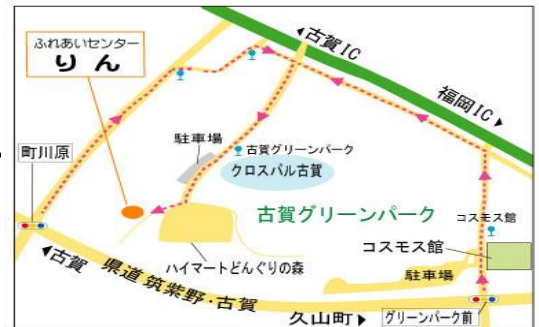 ふれあいセンター
りん
◀古賀IC
福岡IC▶
町川原
駐車場
古賀グリーンパーク
クロスパル古賀
古賀グリーンパーク
コスモス館
コスモス館
駐車場
ハイマートどんぐりの森
◀古賀 県道 筑紫野・古賀
久山町▶
グリーンパーク前